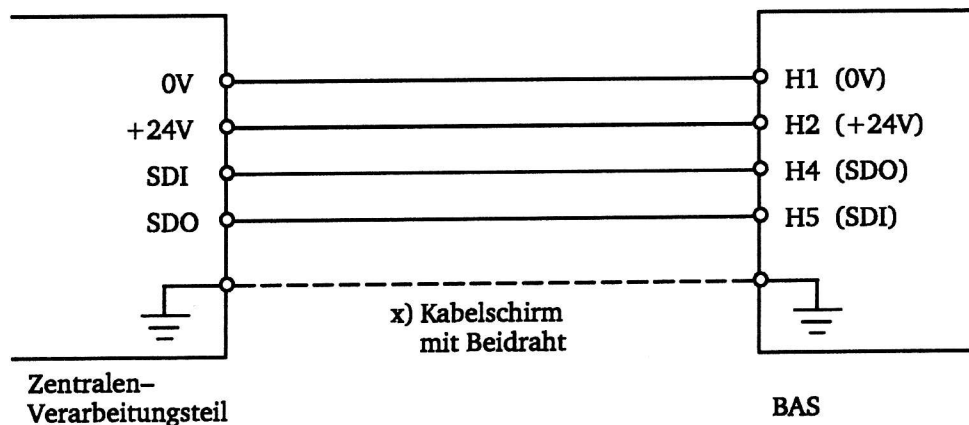 0V
H1 (0V)
+24V
H2 (+24V)
SDI
H4 (SDO)
SDO
H5 (SDI)
x) Kabelschirm
mit Beidraht
Zentralen–
Verarbeitungsteil
BAS